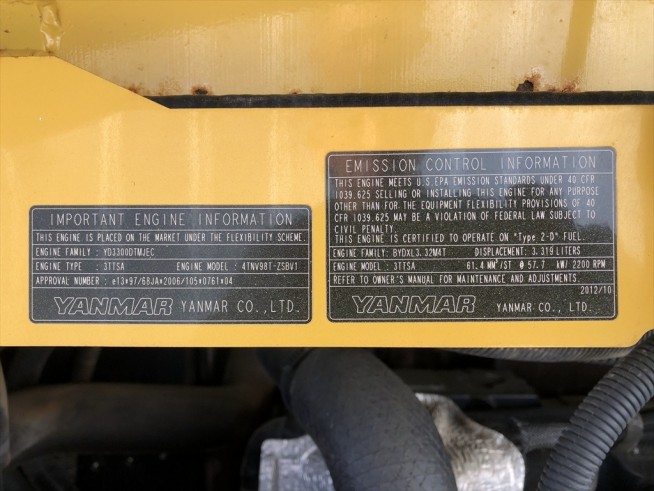 IMPORTANT ENGINE INFORMATION
THIS ENGINE IS PLACED ON THE MARKET UNDER THE FLEXIBILITY SCHEME.
ENGINE FAMILY : YD3300DTMJEC
ENGINE TYPE : 3TTSA ENGINE MODEL : 4TNV98T-ZSBV1
APPROVAL NUMBER : e13*97/68JA*2006/105*0761*04
YANMAR YANMAR CO.,LTD.
EMISSION CONTROL INFORMATION
THIS ENGINE MEETS U.S.EPA EMISSION STANDARDS UNDER 40 CFR
1039.625 SELLING OR INSTALLING THIS ENGINE FOR ANY PURPOSE
OTHER THAN FOR THE EQUIPMENT FLEXIBILITY PROVISIONS OF 40
CFR 1039.625 MAY BE A VIOLATION OF FEDERAL LAW SUBJECT TO
CIVIL PENALTY.
THIS ENGINE IS CERTIFIED TO OPERATE ON "Type 2-D" FUEL.
ENGINE FAMILY: BYDXL3.32M4T DISPLACEMENT: 3.319 LITERS
ENGINE MODEL: 3TTSA 61.4 MM³/ST @ 57.7 kW/ 2200 RPM
REFER TO OWNER'S MANUAL FOR MAINTENANCE AND ADJUSTMENTS.
2012/10
YANMAR YANMAR CO., LTD.